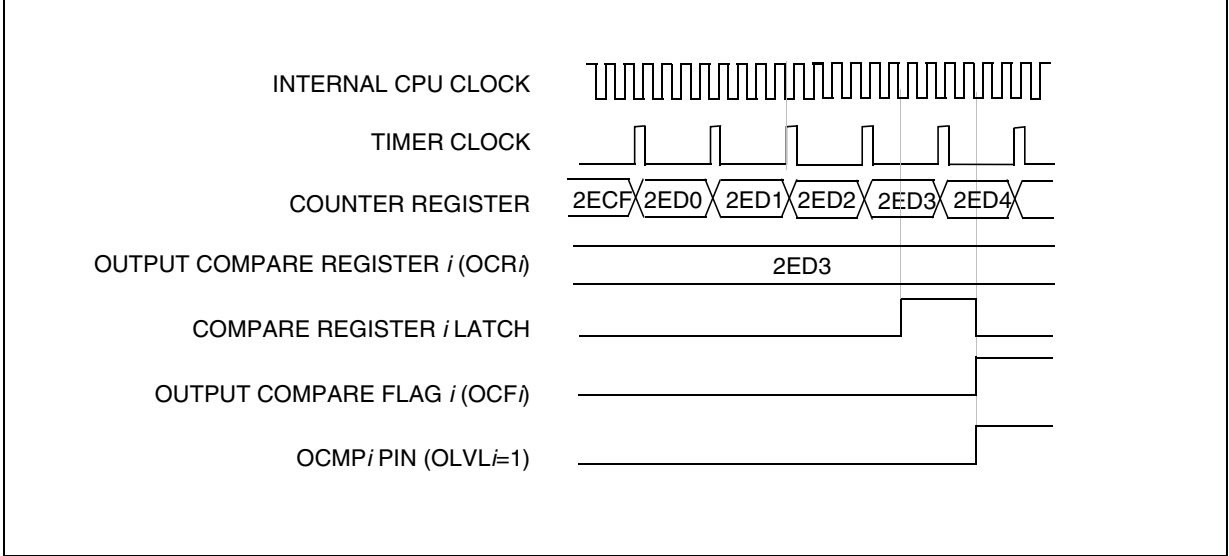 INTERNAL CPU CLOCK
TIMER CLOCK
COUNTER REGISTER 2ECF 2ED0 2ED1 2ED2 2ED3 2ED4
OUTPUT COMPARE REGISTER i (OCRi) 2ED3
COMPARE REGISTER i LATCH
OUTPUT COMPARE FLAG i (OCFi)
OCMPi PIN (OLVLi=1)